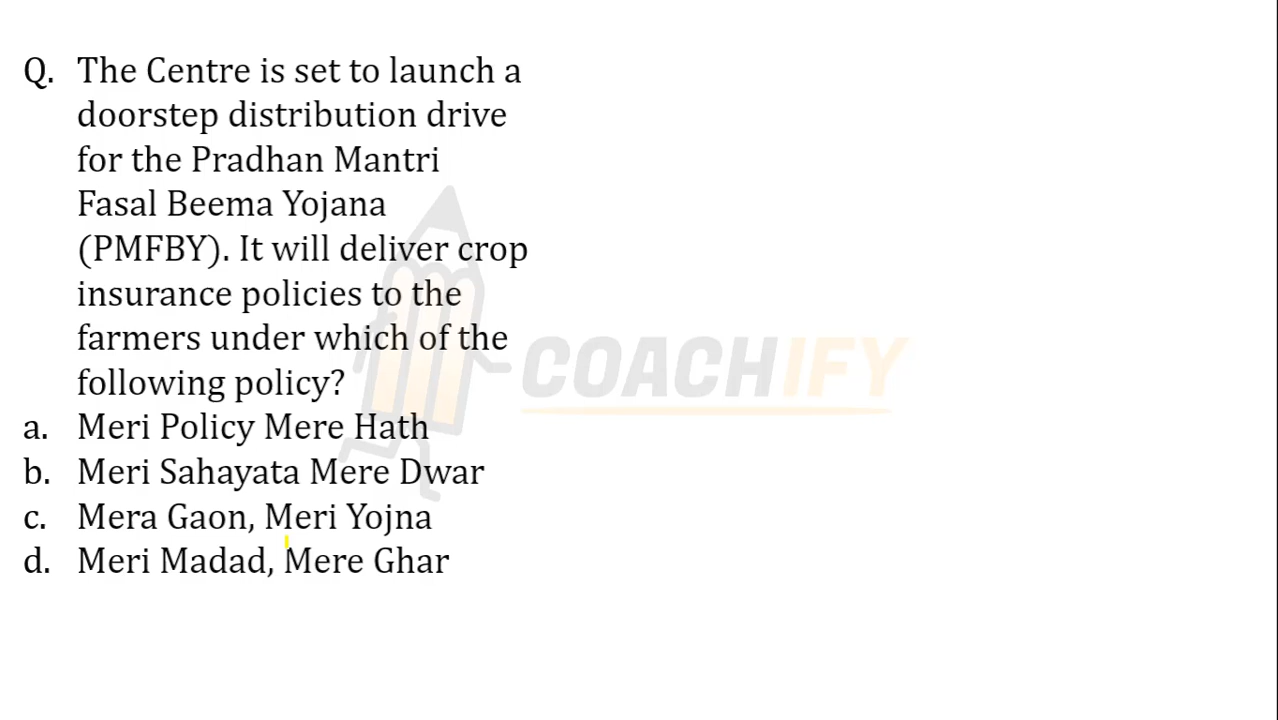 Q. The Centre is set to launch a
doorstep distribution drive
for the Pradhan Mantri
Fasal Beema Yojana
(PMFBY). It will deliver crop
insurance policies to the
farmers under which of the
following policy?
a. Meri Policy Mere Hath
b. Meri Sahayata Mere Dwar
c. Mera Gaon, Meri Yojna
d. Meri Madad, Mere Ghar
COACHIFY